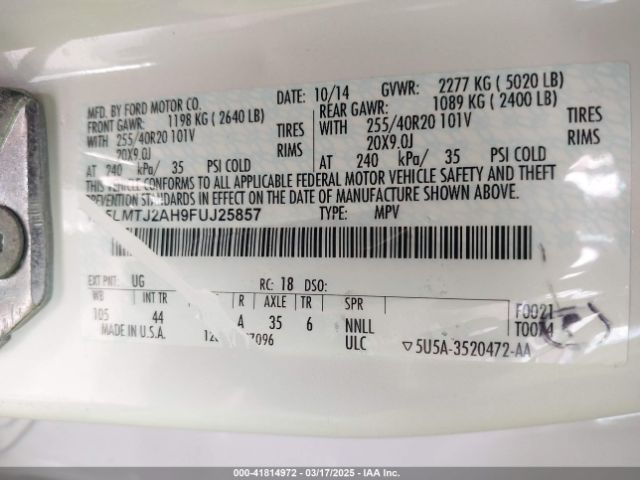 MFD. BY FORD MOTOR CO. DATE: 10/14 GVWR: 2277 KG ( 5020 LB)
FRONT GAWR: 1198 KG ( 2640 LB) REAR GAWR: 1089 KG ( 2400 LB)
WITH 255/40R20 101V TIRES WITH 255/40R20 101V TIRES
20X9.0J RIMS 20X9.0J RIMS
AT 240 kPa/ 35 PSI COLD AT 240 kPa/ 35 PSI COLD
VEHICLE CONFORMS TO ALL APPLICABLE FEDERAL MOTOR VEHICLE SAFETY AND THEFT
PREVENTION STANDARDS IN EFFECT ON THE DATE OF MANUFACTURE SHOWN ABOVE.
LMTJ2AH9FUJ25857 TYPE: MPV
EXT PNT: UG RC: 18 DSO:
WB INT TR R AXLE TR SPR
105 44 A 35 6 NNLL
MADE IN U.S.A. 7096 ULC
F0021
T0014
▽5U5A-3520472-AA
000-41814972 — 03/17/2025 — IAA Inc.